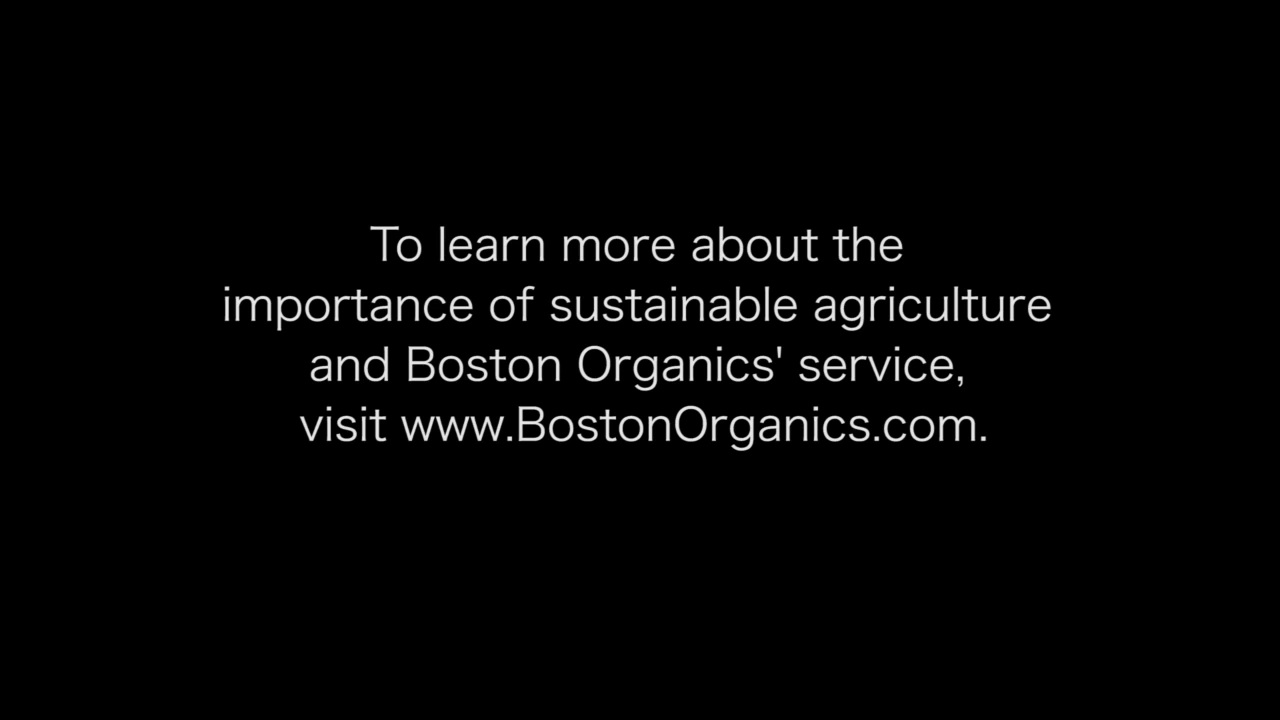 To learn more about the
importance of sustainable agriculture
and Boston Organics' service,
visit www.BostonOrganics.com.